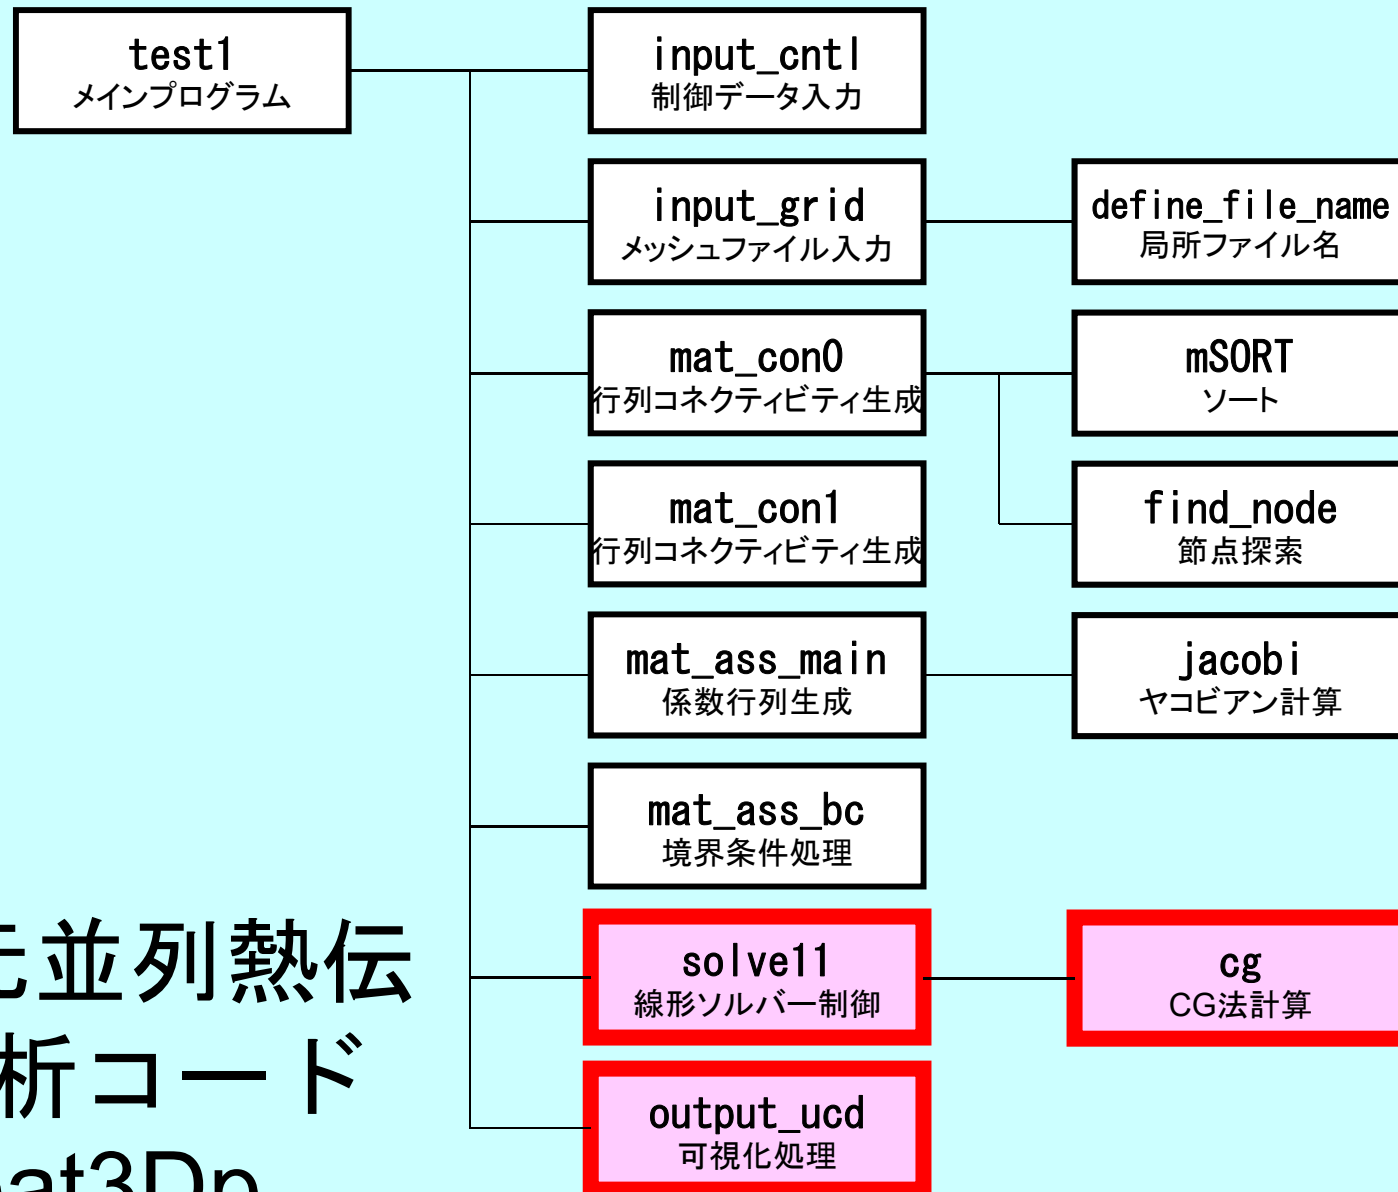 test1
メインプログラム
input_cntl
制御データ入力
input_grid
メッシュファイル入力
define_file_name
局所ファイル名
mat_con0
行列コネクティビティ生成
mSORT
ソート
mat_con1
行列コネクティビティ生成
find_node
節点探索
mat_ass_main
係数行列生成
jacobi
ヤコビアン計算
mat_ass_bc
境界条件処理
solve11
線形ソルバー制御
cg
CG法計算
output_ucd
可視化処理
元並列熱伝
析コード
eat3Dp